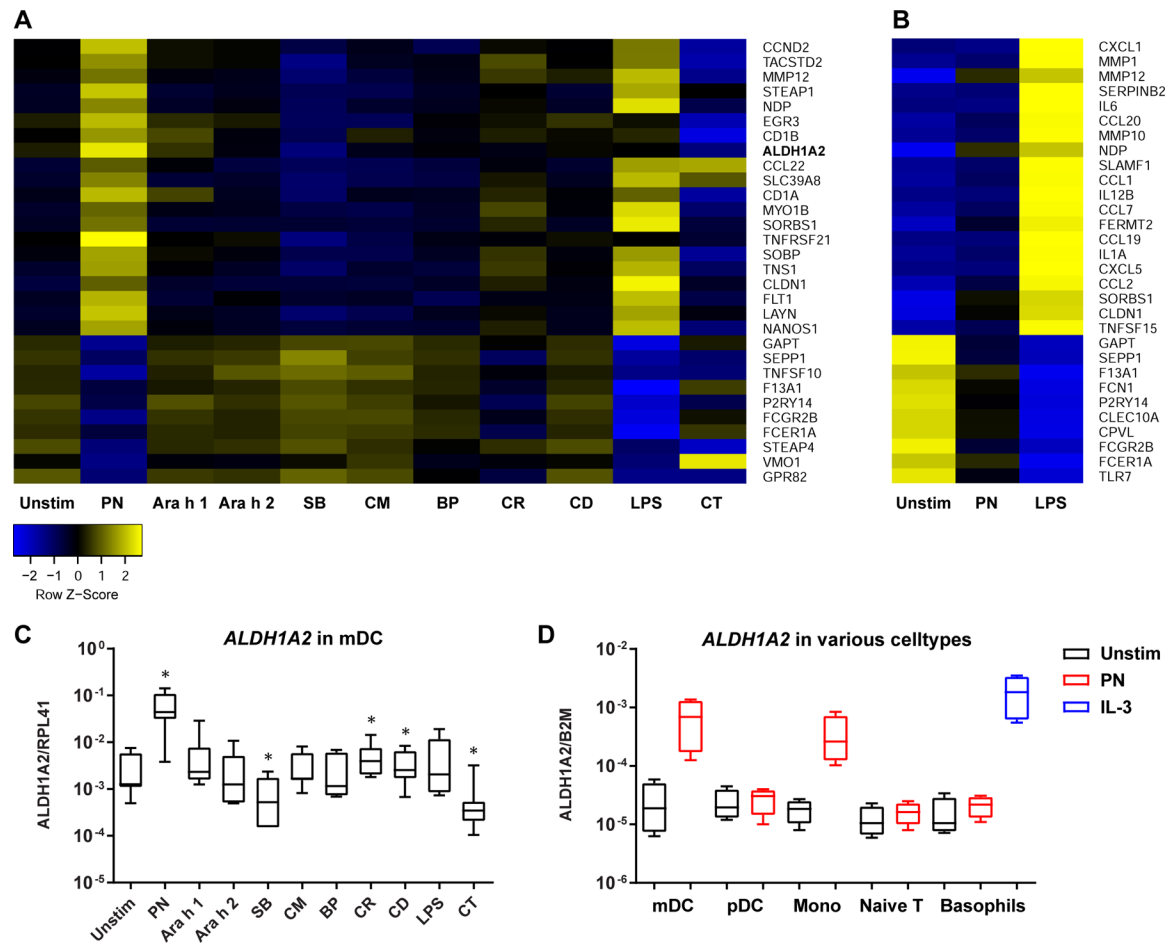 A
B
CCND2
TACSTD2
MMP12
STEAP1
NDP
EGR3
CD1B
ALDH1A2
CCL22
SLC39A8
CD1A
MYO1B
SORBS1
TNFRSF21
SOBP
TNS1
CLDN1
FLT1
LAYN
NANOS1
GAPT
SEPP1
TNFSF10
F13A1
P2RY14
FCGR2B
FCER1A
STEAP4
VMO1
GPR82
Unstim PN Ara h 1 Ara h 2 SB CM BP CR CD LPS CT
CXCL1
MMP1
MMP12
SERPINB2
IL6
CCL20
MMP10
NDP
SLAMF1
CCL1
IL12B
CCL7
FERMT2
CCL19
IL1A
CXCL5
CCL2
SORBS1
CLDN1
TNFSF15
GAPT
SEPP1
F13A1
FCN1
P2RY14
CLEC10A
CPVL
FCGR2B
FCER1A
TLR7
Unstim PN LPS
−2 −1 0 1 2
Row Z−Score
C
ALDH1A2 in mDC
ALDH1A2/RPL41
10⁰
10⁻¹
10⁻²
10⁻³
10⁻⁴
10⁻⁵
* * * * *
Unstim PN Ara h 1 Ara h 2 SB CM BP CR CD LPS CT
D
ALDH1A2 in various celltypes
ALDH1A2/B2M
10⁻²
10⁻³
10⁻⁴
10⁻⁵
10⁻⁶
mDC pDC Mono Naive T Basophils
Unstim
PN
IL-3